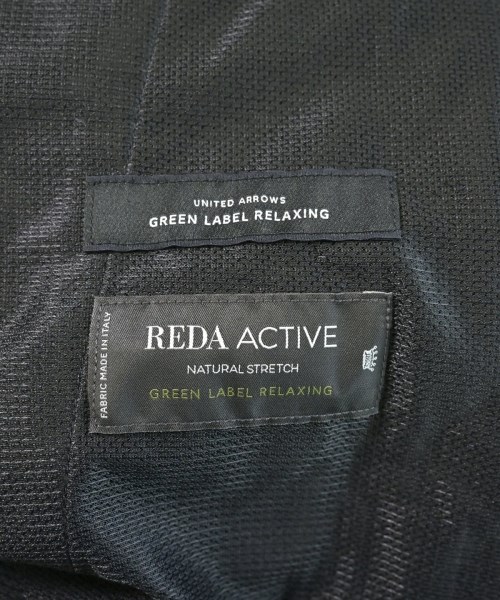 UNITED ARROWS
GREEN LABEL RELAXING
FABRIC MADE IN ITALY
REDA ACTIVE
NATURAL STRETCH
GREEN LABEL RELAXING